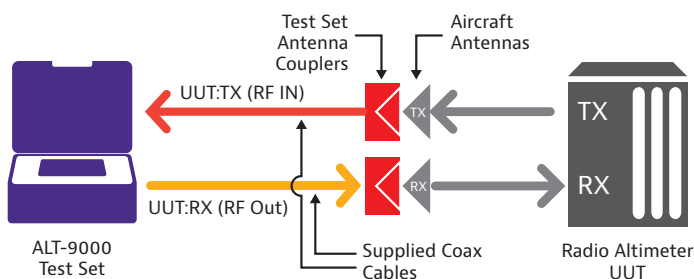 Test Set
Antenna
Couplers
Aircraft
Antennas
UUT:TX (RF IN)
TX
TX
UUT:RX (RF Out)
RX
RX
ALT-9000
Test Set
Supplied Coax
Cables
Radio Altimeter
UUT